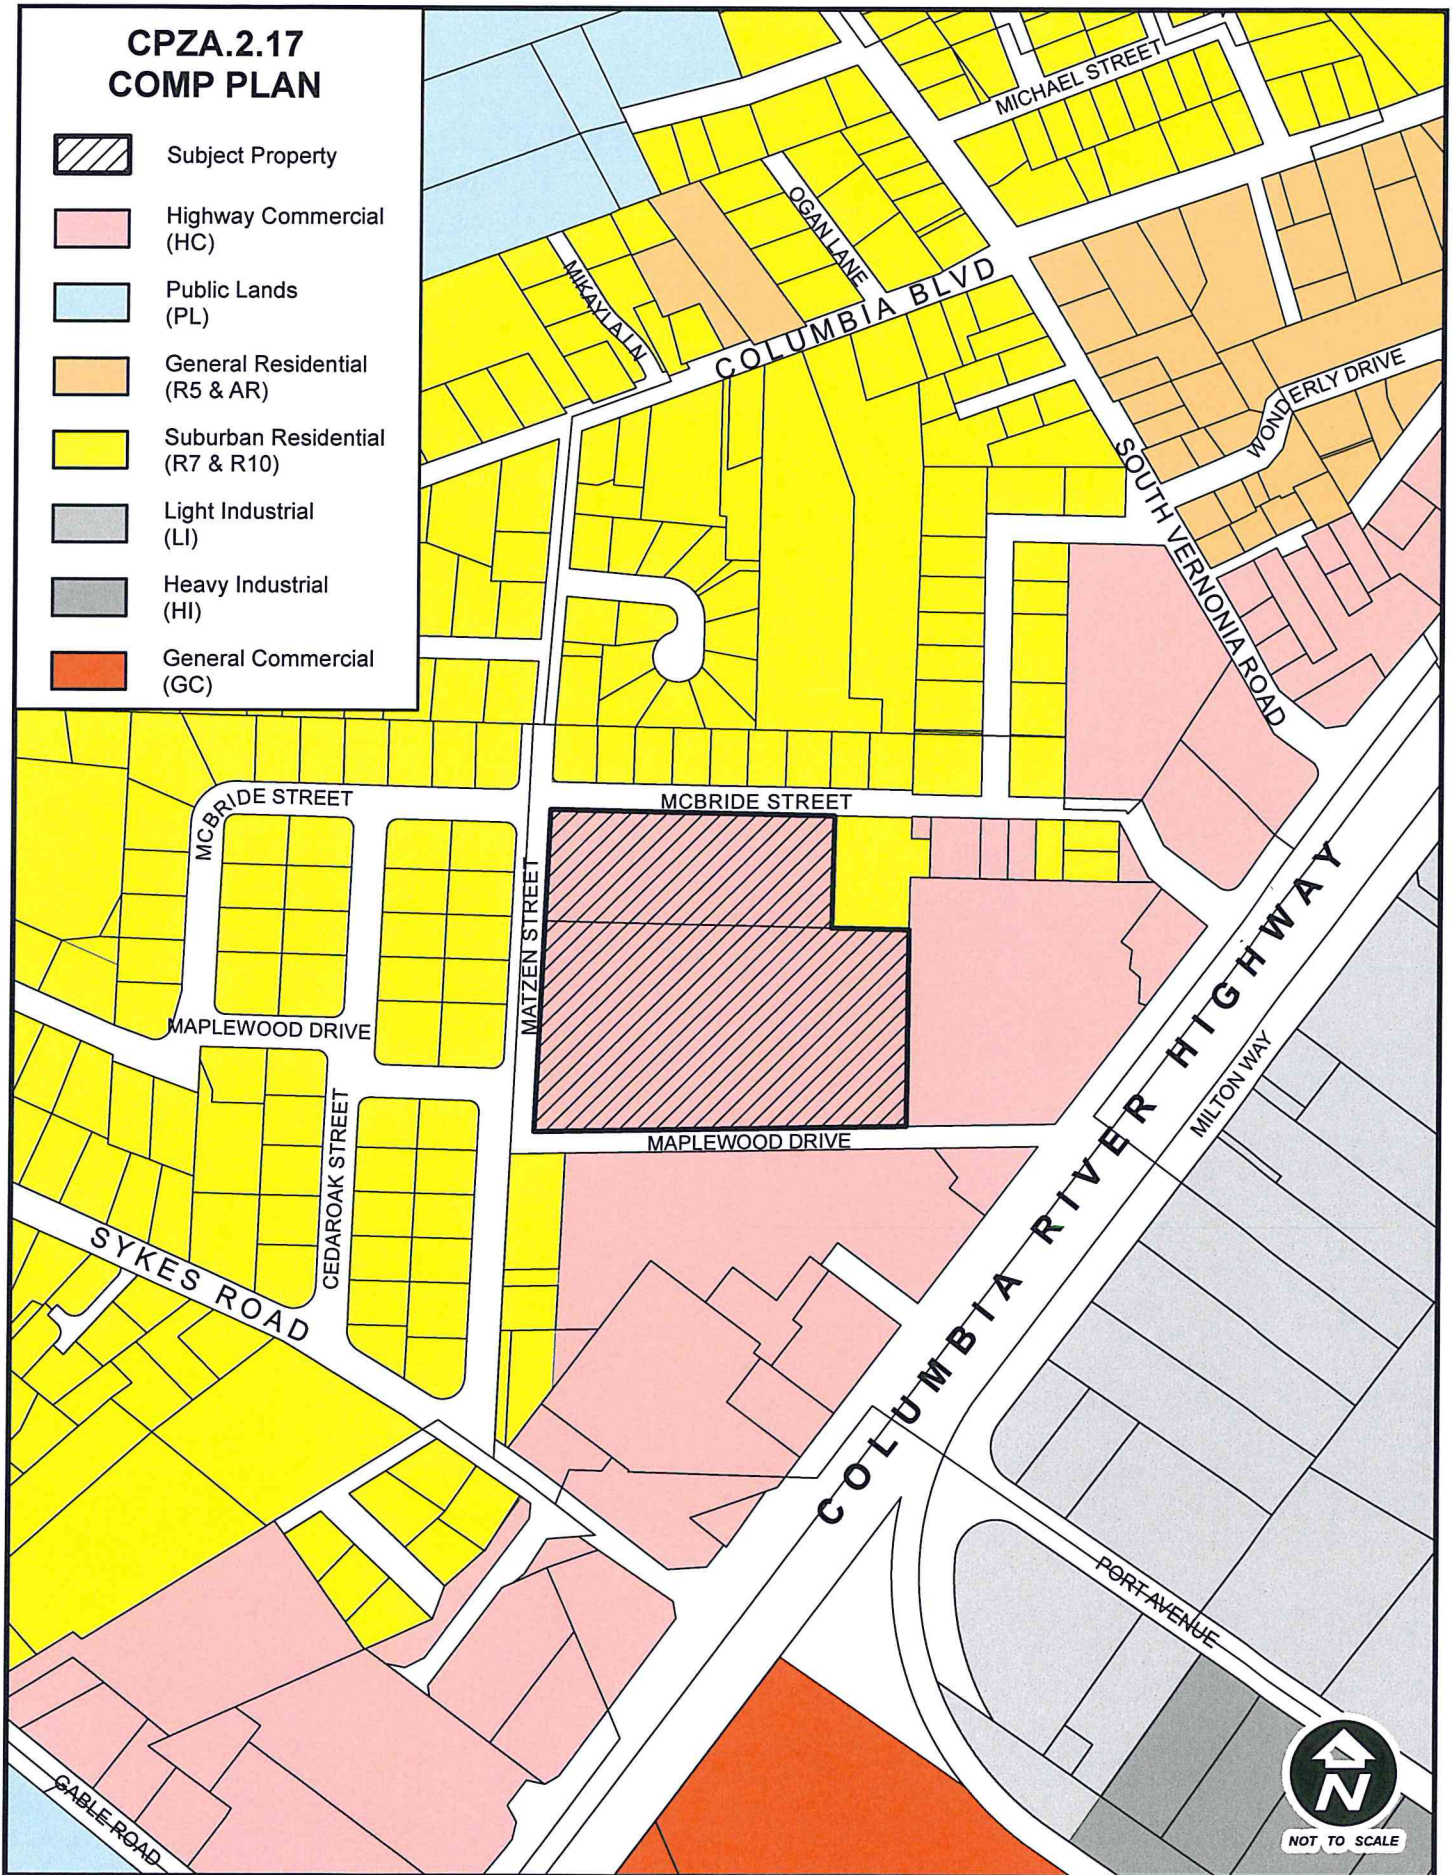 CPZA.2.17
COMP PLAN
Subject Property
Highway Commercial
(HC)
Public Lands
(PL)
General Residential
(R5 & AR)
Suburban Residential
(R7 & R10)
Light Industrial
(LI)
Heavy Industrial
(HI)
General Commercial
(GC)
MICHAEL STREET
OGAN LANE
MIKAYLA LN
COLUMBIA BLVD
WONDERLY DRIVE
SOUTH VERNONIA ROAD
MCBRIDE STREET
MCBRIDE STREET
MATZEN STREET
MAPLEWOOD DRIVE
MAPLEWOOD DRIVE
CEDAROAK STREET
SYKES ROAD
COLUMBIA RIVER HIGHWAY
MILTON WAY
PORT AVENUE
GABLE ROAD
N
NOT TO SCALE